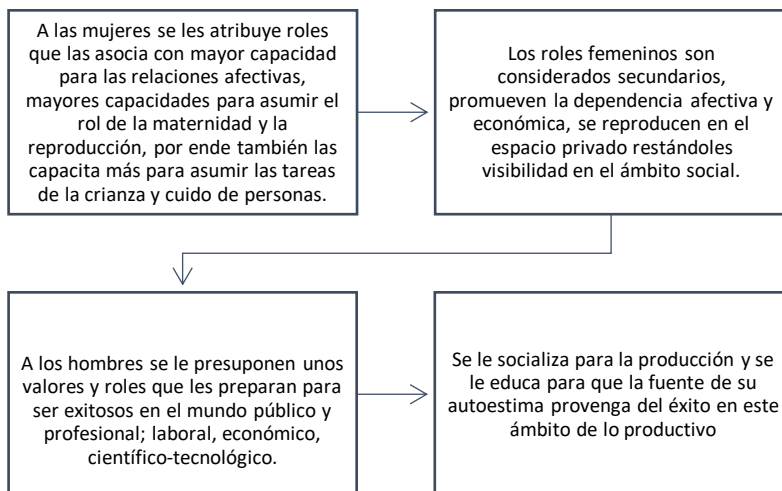 A las mujeres se les atribuye roles
que las asocia con mayor capacidad
para las relaciones afectivas,
mayores capacidades para asumir el
rol de la maternidad y la
reproducción, por ende también las
capacita más para asumir las tareas
de la crianza y cuido de personas.
Los roles femeninos son
considerados secundarios,
promueven la dependencia afectiva y
económica, se reproducen en el
espacio privado restándoles
visibilidad en el ámbito social.
A los hombres se le presuponen unos
valores y roles que les preparan para
ser exitosos en el mundo público y
profesional; laboral, económico,
científico-tecnológico.
Se le socializa para la producción y se
le educa para que la fuente de su
autoestima provenga del éxito en este
ámbito de lo productivo